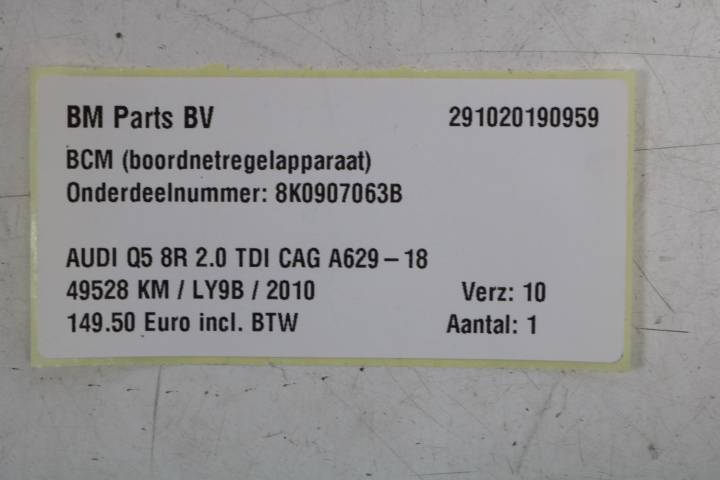 BM Parts BV 291020190959
BCM (boordnetregelapparaat)
Onderdeelnummer: 8K0907063B
AUDI Q5 8R 2.0 TDI CAG A629-18
49528 KM / LY9B / 2010 Verz: 10
149.50 Euro incl. BTW Aantal: 1